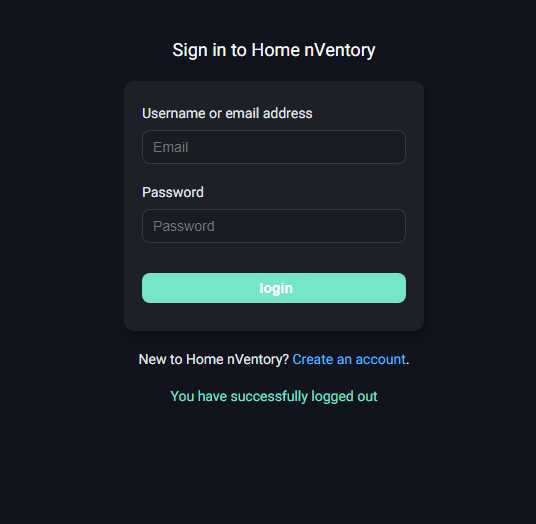 Sign in to Home nVentory
Username or email address
Email
Password
Password
login
New to Home nVentory? Create an account.
You have successfully logged out